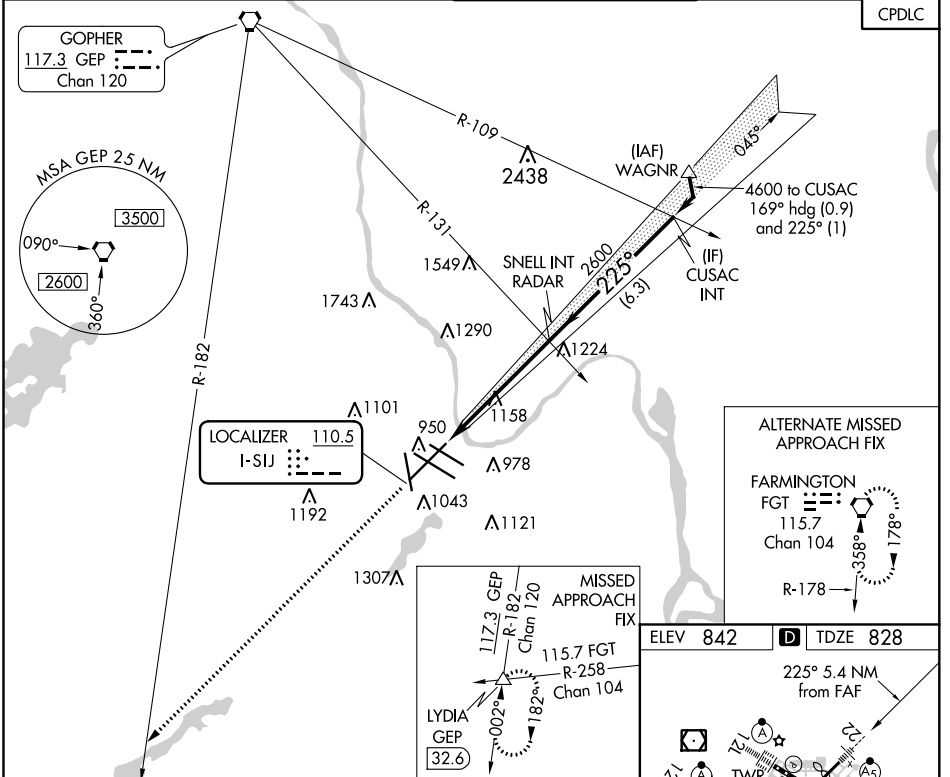 CPDLC
GOPHER
117.3 GEP
Chan 120
MSA GEP 25 NM
3500
090°
2600
360°
R-109
2438
R-131
(IAF)
WAGNR
045°
4600 to CUSAC
169° hdg (0.9)
and 225° (1)
SNELL INT
RADAR
2600
225°
(6.3)
(IF)
CUSAC
INT
1549
1743
1290
1224
R-182
1158
1101
950
LOCALIZER 110.5
I-SIJ
978
1192
1043
1121
1307
ALTERNATE MISSED
APPROACH FIX
FARMINGTON
FGT
115.7
Chan 104
358°
178°
R-178
MISSED
APPROACH
FIX
117.3 GEP
R-182
Chan 120
115.7 FGT
R-258
Chan 104
LYDIA
GEP
32.6
002°
182°
ELEV 842 D TDZE 828
225° 5.4 NM
from FAF
22
A
12L
A
TWR
A5